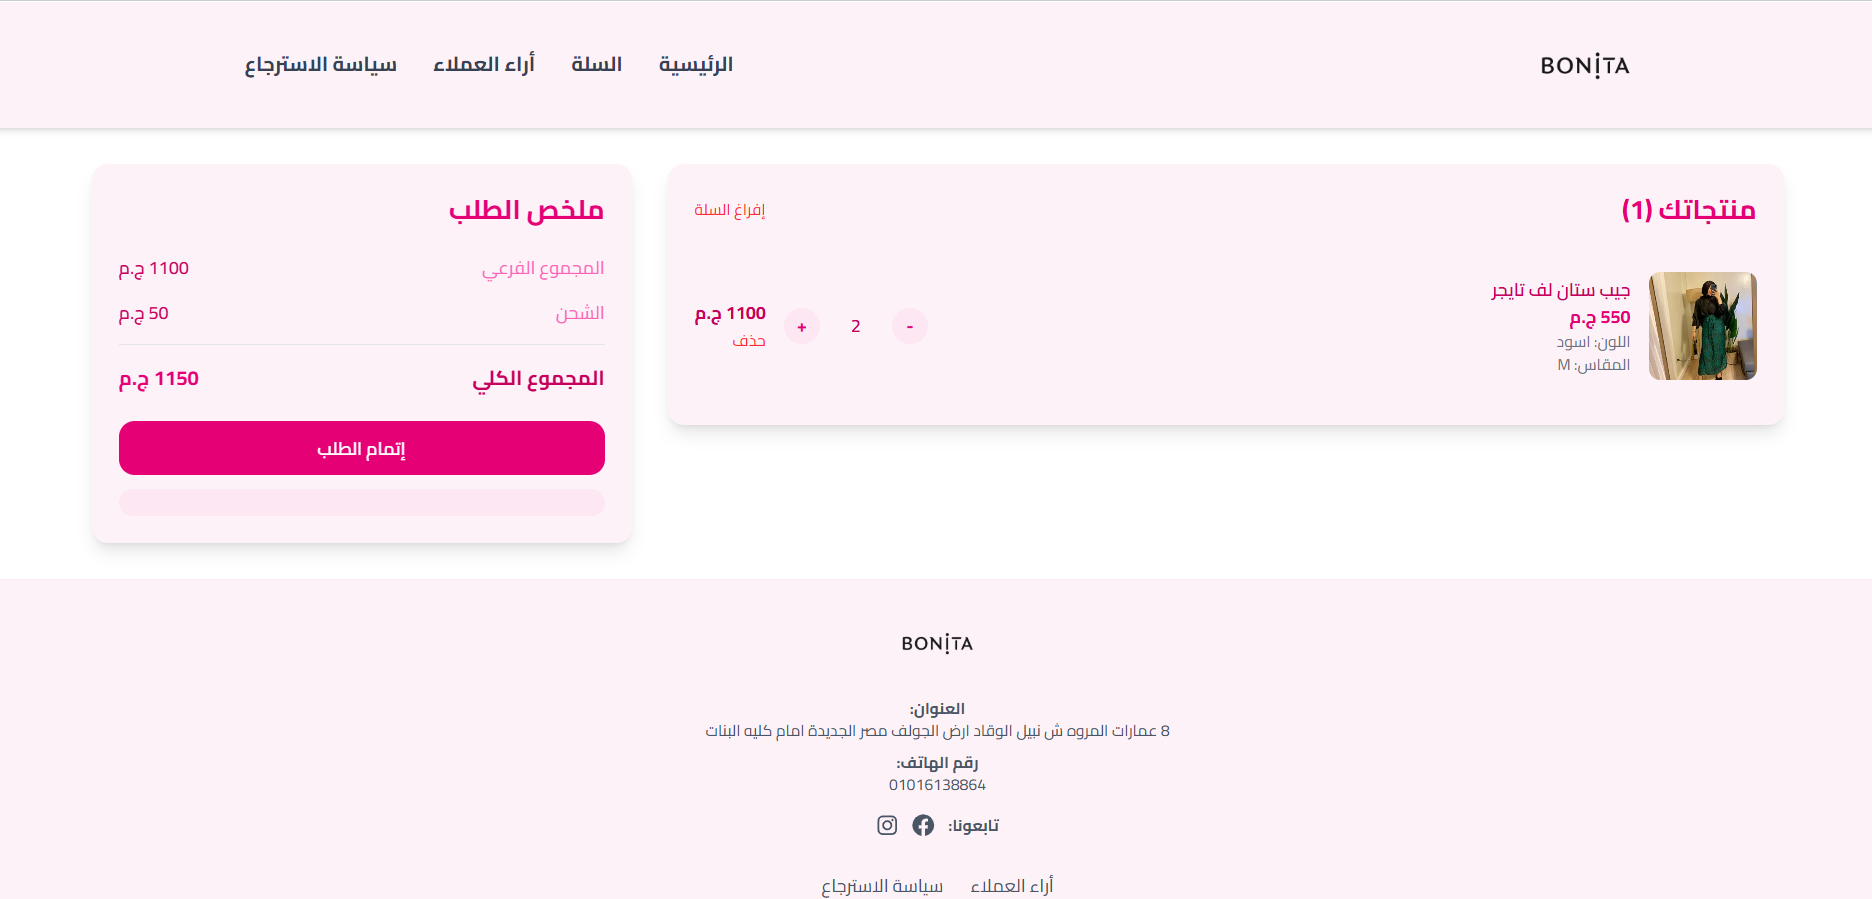 BONiTA
الرئيسية
السلة
أراء العملاء
سياسة الاسترجاع
منتجاتك (1)
إفراغ السلة
جيب ستان لف تايجر
550 ج.م
اللون: اسود
المقاس: M
-
2
+
1100 ج.م
حذف
ملخص الطلب
المجموع الفرعي 1100 ج.م
الشحن 50 ج.م
المجموع الكلي 1150 ج.م
إتمام الطلب
BONiTA
العنوان:
8 عمارات المروه ش نبيل الوقاد ارض الجولف مصر الجديدة امام كليه البنات
رقم الهاتف:
01016138864
تابعونا:
أراء العملاء
سياسة الاسترجاع